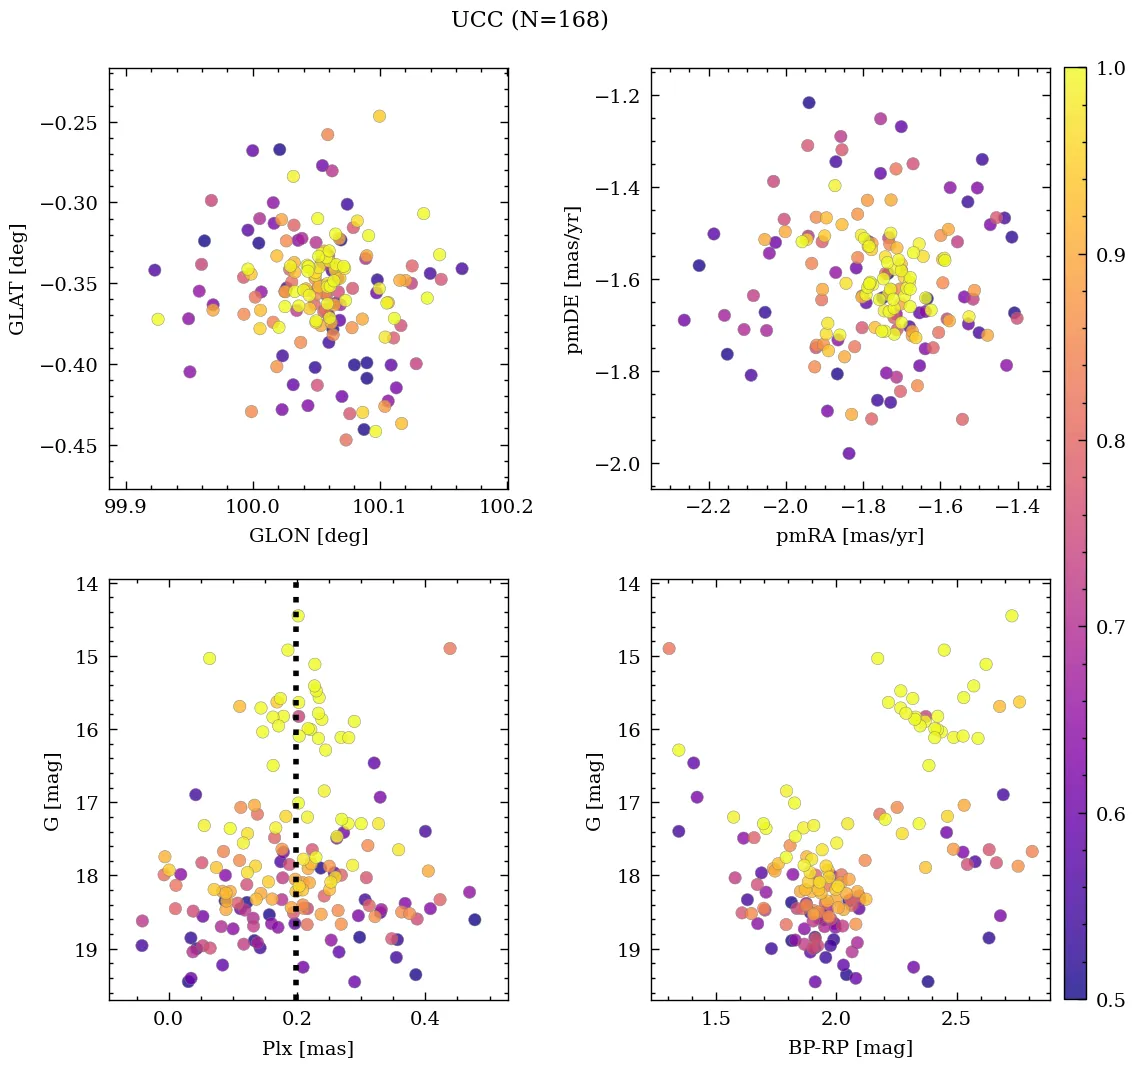 UCC (N=168)
−0.25
−0.30
−0.35
−0.40
−0.45
GLAT [deg]
99.9 100.0 100.1 100.2
GLON [deg]
−1.2
−1.4
−1.6
−1.8
−2.0
pmDE [mas/yr]
−2.2 −2.0 −1.8 −1.6 −1.4
pmRA [mas/yr]
14
15
16
17
18
19
G [mag]
0.0 0.2 0.4
Plx [mas]
14
15
16
17
18
19
G [mag]
1.5 2.0 2.5
BP-RP [mag]
1.0
0.9
0.8
0.7
0.6
0.5